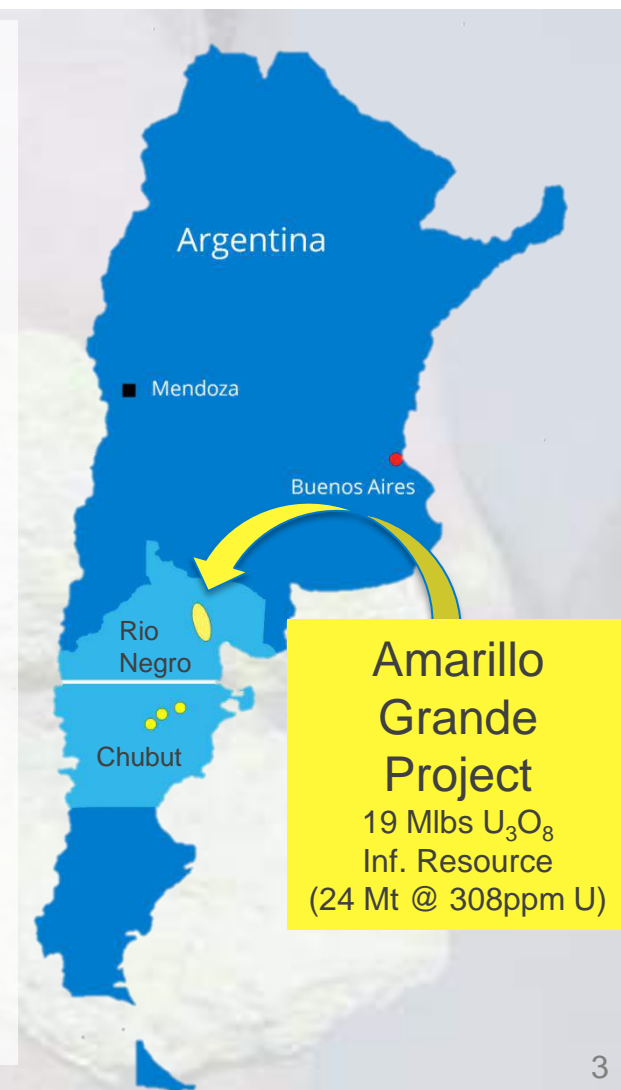 Argentina
Mendoza
Buenos Aires
Rio
Negro
Chubut
Amarillo
Grande
Project
19 Mlbs U₃O₈
Inf. Resource
(24 Mt @ 308ppm U)
3